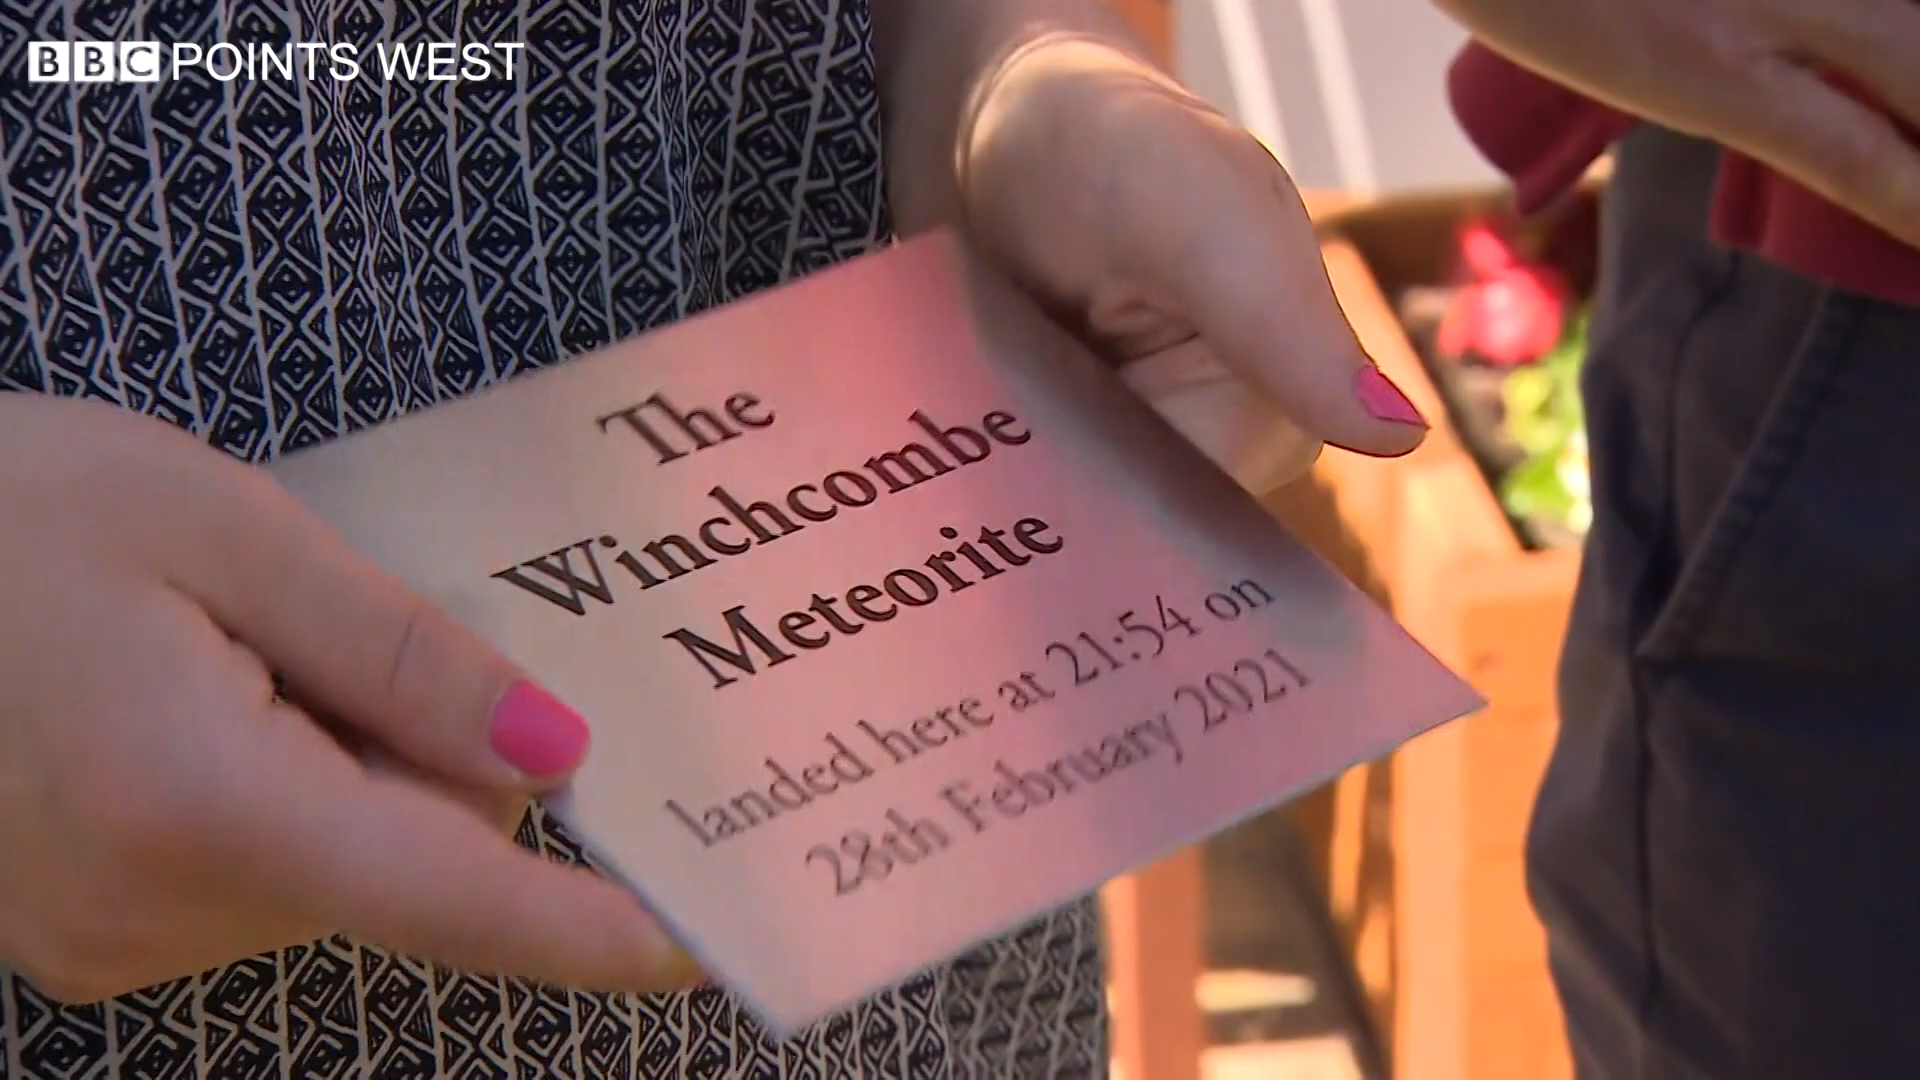 BBC POINTS WEST
The
Winchcombe
Meteorite
landed here at 21:54 on
28th February 2021